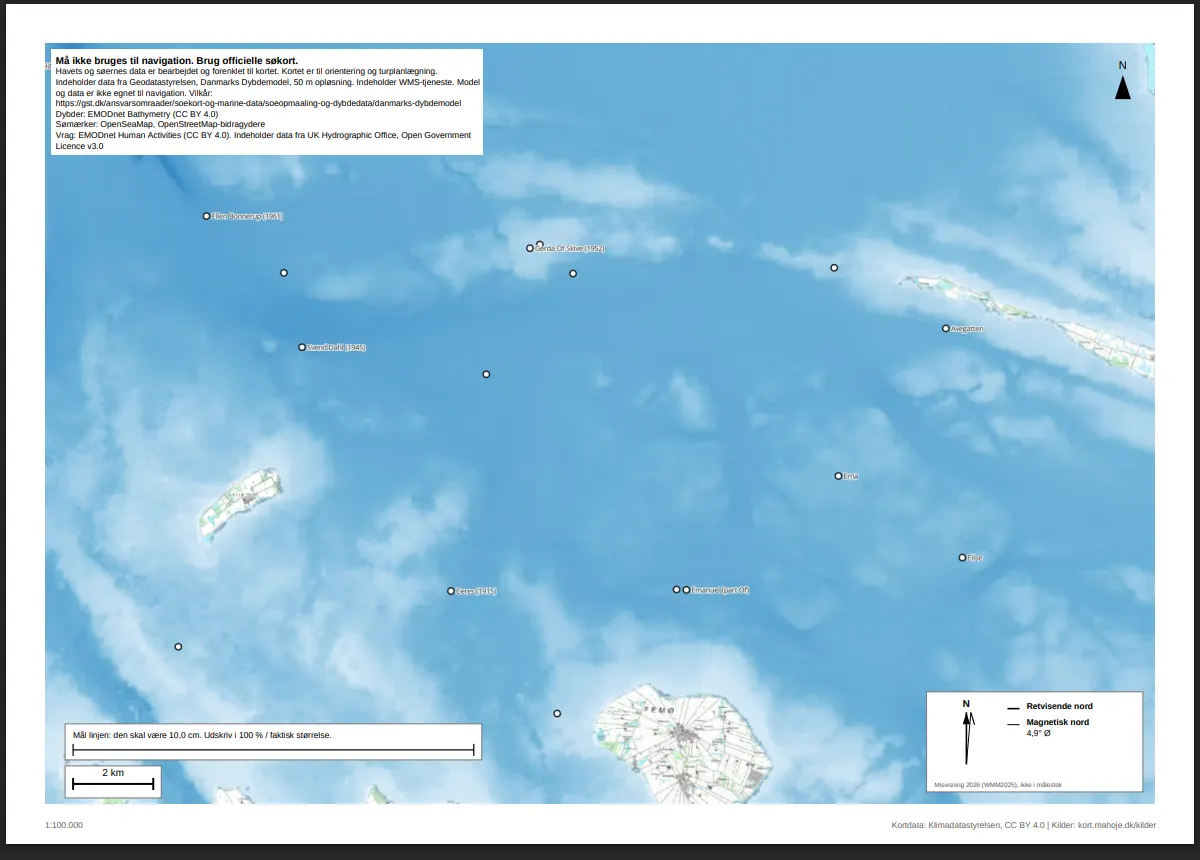 Må ikke bruges til navigation. Brug officielle søkort.
Havets og søernes data er bearbejdet og forenklet til kortet. Kortet er til orientering og turplanlægning.
Indeholder data fra Geodatastyrelsen, Danmarks Dybdemodel, 50 m opløsning. Indeholder WMS-tjeneste. Model
og data er ikke egnet til navigation. Vilkår:
https://gst.dk/ansvarsomraader/soekort-og-marine-data/soeopmaaling-og-dybdedata/danmarks-dybdemodel
Dybder: EMODnet Bathymetry (CC BY 4.0)
Sømærker: OpenSeaMap, OpenStreetMap-bidragydere
Vrag: EMODnet Human Activities (CC BY 4.0). Indeholder data fra UK Hydrographic Office, Open Government
Licence v3.0
N
Ellen Bonnerup (1961)
Gerda Of Skive (1952)
Avegatten
Svend Dahl (1945)
Erna
Elise
Ceres (1915)
Emanuel (part Of)
FEMØ
N
Retvisende nord
Magnetisk nord
4,9° Ø
Misvisning 2026 (WMM2025), ikke i målestok
Mål linjen: den skal være 10,0 cm. Udskriv i 100 % / faktisk størrelse.
2 km
1:100.000
Kortdata: Klimadatastyrelsen, CC BY 4.0 | Kilder: kort.mahoje.dk/kilder